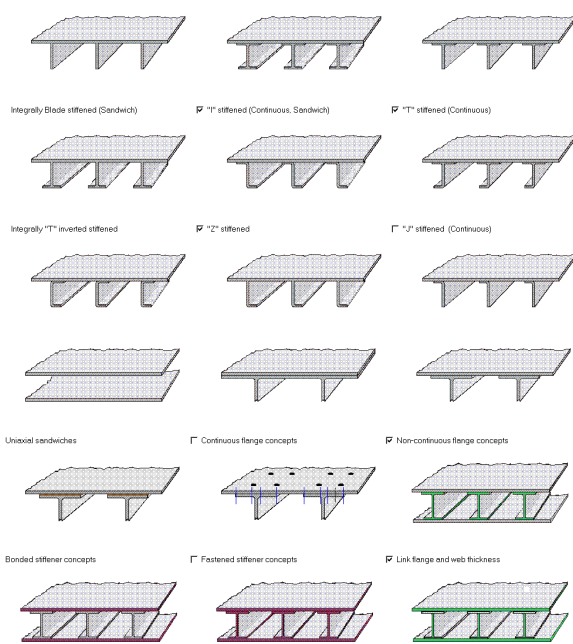 Integrally Blade stiffened (Sandwich)
"I" stiffened (Continuous, Sandwich)
"T" stiffened (Continuous)
Integrally "T" inverted stiffened
"Z" stiffened
"J" stiffened (Continuous)
Uniaxial sandwiches
Continuous flange concepts
Non-continuous flange concepts
Bonded stiffener concepts
Fastened stiffener concepts
Link flange and web thickness